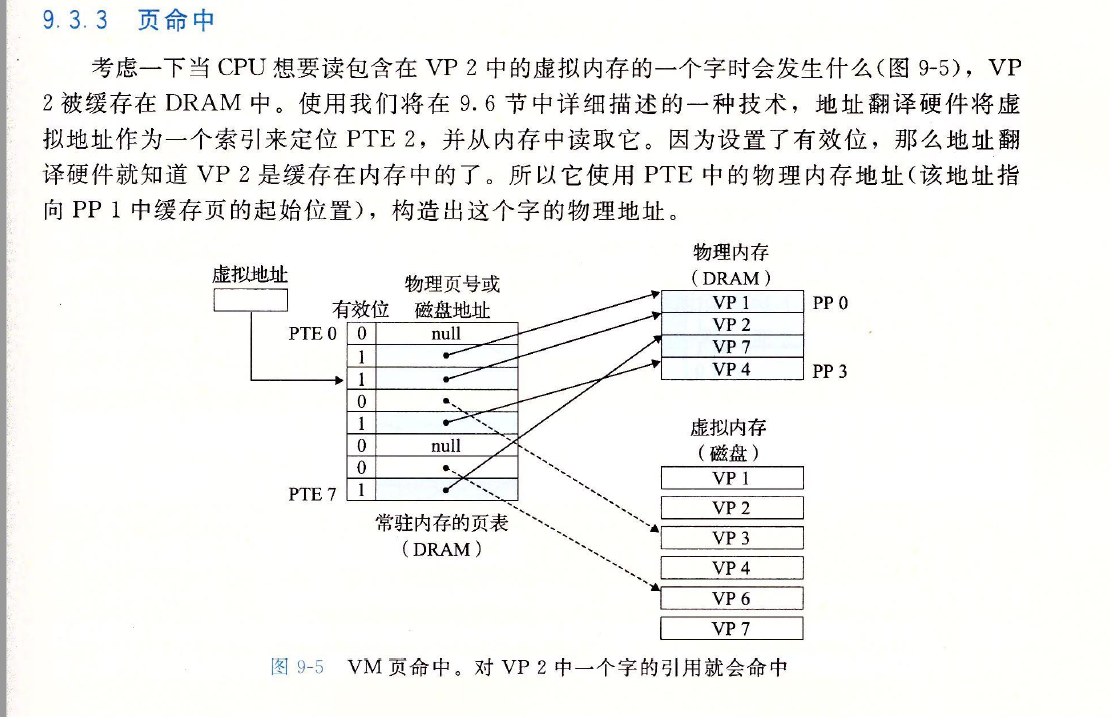 9.3.3 页命中
考虑一下当 CPU 想要读包含在 VP 2 中的虚拟内存的一个字时会发生什么(图 9-5)，VP
2 被缓存在 DRAM 中。使用我们将在 9.6 节中详细描述的一种技术，地址翻译硬件将虚
拟地址作为一个索引来定位 PTE 2，并从内存中读取它。因为设置了有效位，那么地址翻
译硬件就知道 VP 2 是缓存在内存中的了。所以它使用 PTE 中的物理内存地址(该地址指
向 PP 1 中缓存页的起始位置)，构造出这个字的物理地址。
虚拟地址
物理页号或
有效位 磁盘地址
PTE 0 0 null
1
1
0
1
0 null
0
PTE 7 1
常驻内存的页表
(DRAM)
物理内存
(DRAM)
VP 1 PP 0
VP 2
VP 7
VP 4 PP 3
虚拟内存
(磁盘)
VP 1
VP 2
VP 3
VP 4
VP 6
VP 7
图 9-5 VM 页命中。对 VP 2 中一个字的引用就会命中